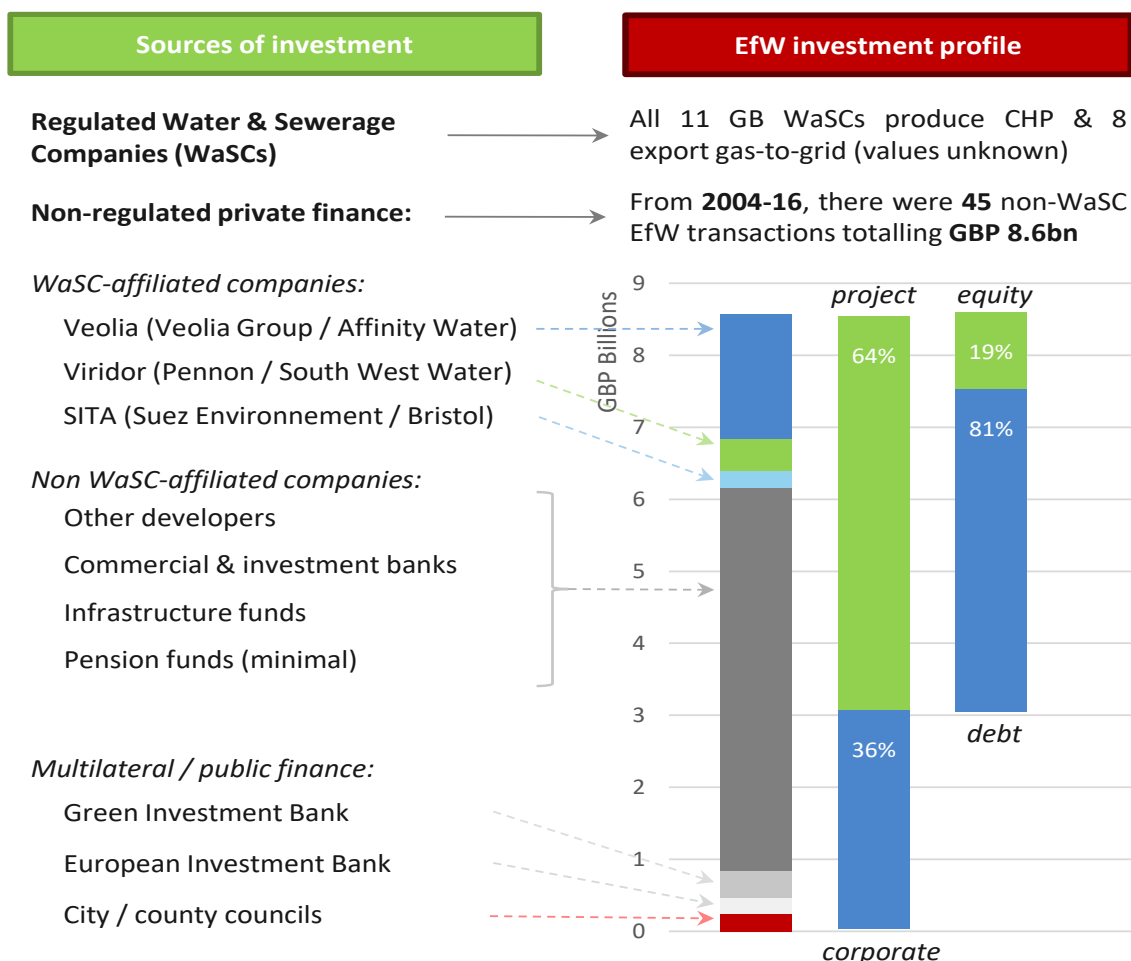 Sources of investment
EfW investment profile
Regulated Water & Sewerage
Companies (WaSCs)
All 11 GB WaSCs produce CHP & 8
export gas-to-grid (values unknown)
Non-regulated private finance:
From 2004-16, there were 45 non-WaSC
EfW transactions totalling GBP 8.6bn
WaSC-affiliated companies:
Veolia (Veolia Group / Affinity Water)
Viridor (Pennon / South West Water)
SITA (Suez Environnement / Bristol)
Non WaSC-affiliated companies:
Other developers
Commercial & investment banks
Infrastructure funds
Pension funds (minimal)
Multilateral / public finance:
Green Investment Bank
European Investment Bank
City / county councils
GBP Billions
9
8
7
6
5
4
3
2
1
0
project
64%
36%
corporate
equity
19%
81%
debt